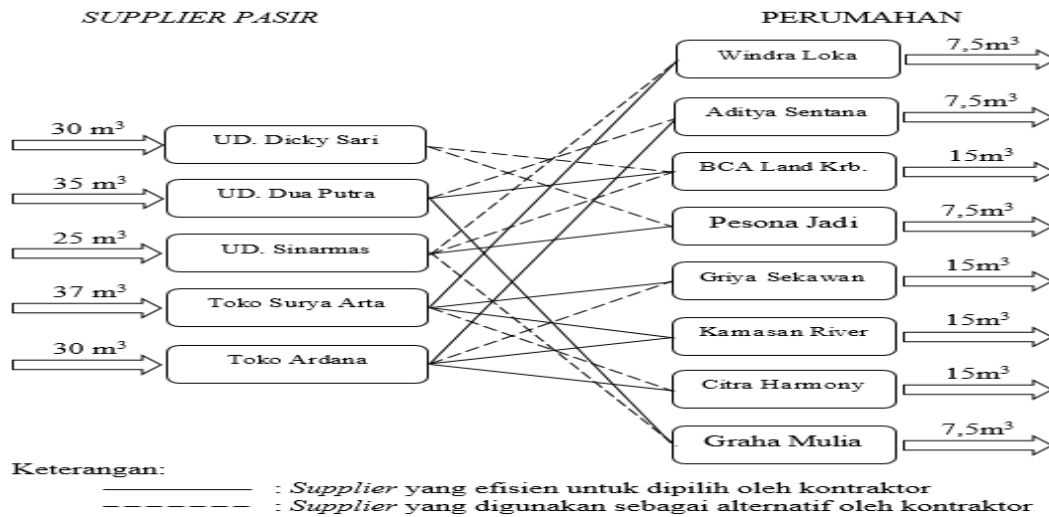 SUPPLIER PASIR PERUMAHAN
30 m³ UD. Dicky Sari
35 m³ UD. Dua Putra
25 m³ UD. Sinarmas
37 m³ Toko Surya Arta
30 m³ Toko Ardana
Windra Loka 7,5m³
Aditya Sentana 7,5m³
BCA Land Krb. 15m³
Pesona Jadi 7,5m³
Griya Sekawan 15m³
Kamasan River 15m³
Citra Harmony 15m³
Graha Mulia 7,5m³
Keterangan:
: Supplier yang efisien untuk dipilih oleh kontraktor
: Supplier yang digunakan sebagai alternatif oleh kontraktor